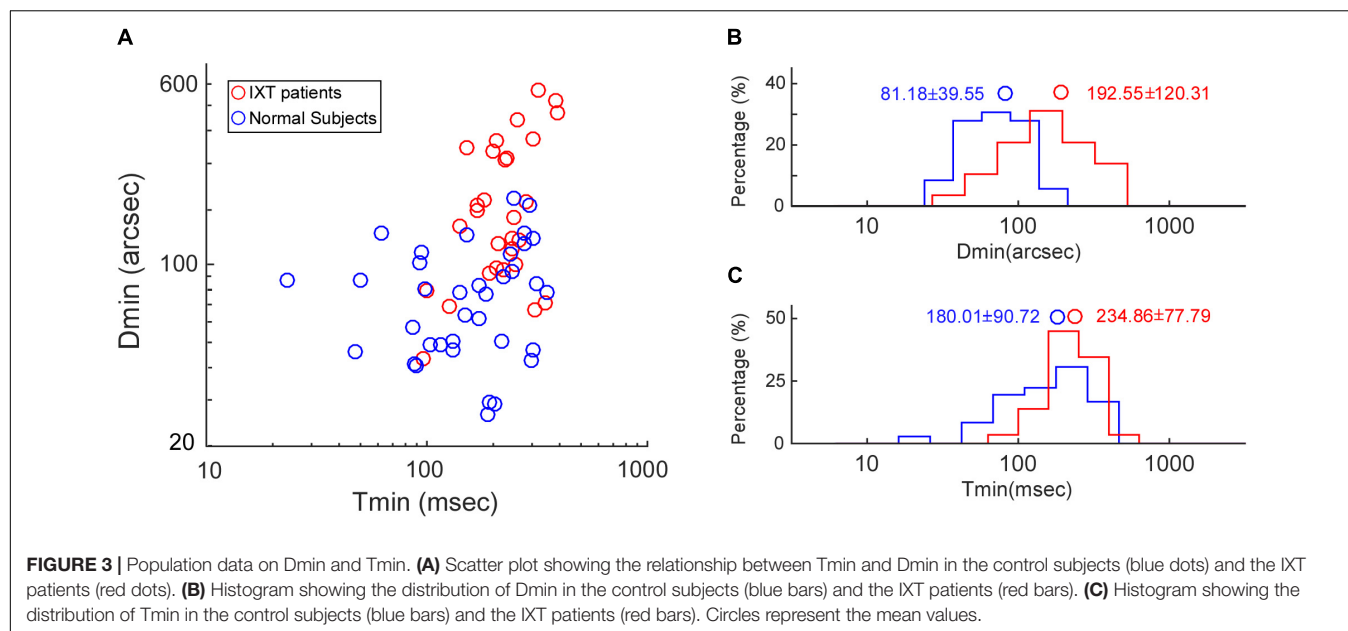 A
600
100
20
Dmin (arcsec)
IXT patients
Normal Subjects
10 100 1000
Tmin (msec)
B
40
20
0
Percentage (%)
81.18±39.55 192.55±120.31
10 100 1000
Dmin(arcsec)
C
50
25
0
Percentage (%)
180.01±90.72 234.86±77.79
10 100 1000
Tmin(msec)
FIGURE 3 | Population data on Dmin and Tmin. (A) Scatter plot showing the relationship between Tmin and Dmin in the control subjects (blue dots) and the IXT
patients (red dots). (B) Histogram showing the distribution of Dmin in the control subjects (blue bars) and the IXT patients (red bars). (C) Histogram showing the
distribution of Tmin in the control subjects (blue bars) and the IXT patients (red bars). Circles represent the mean values.